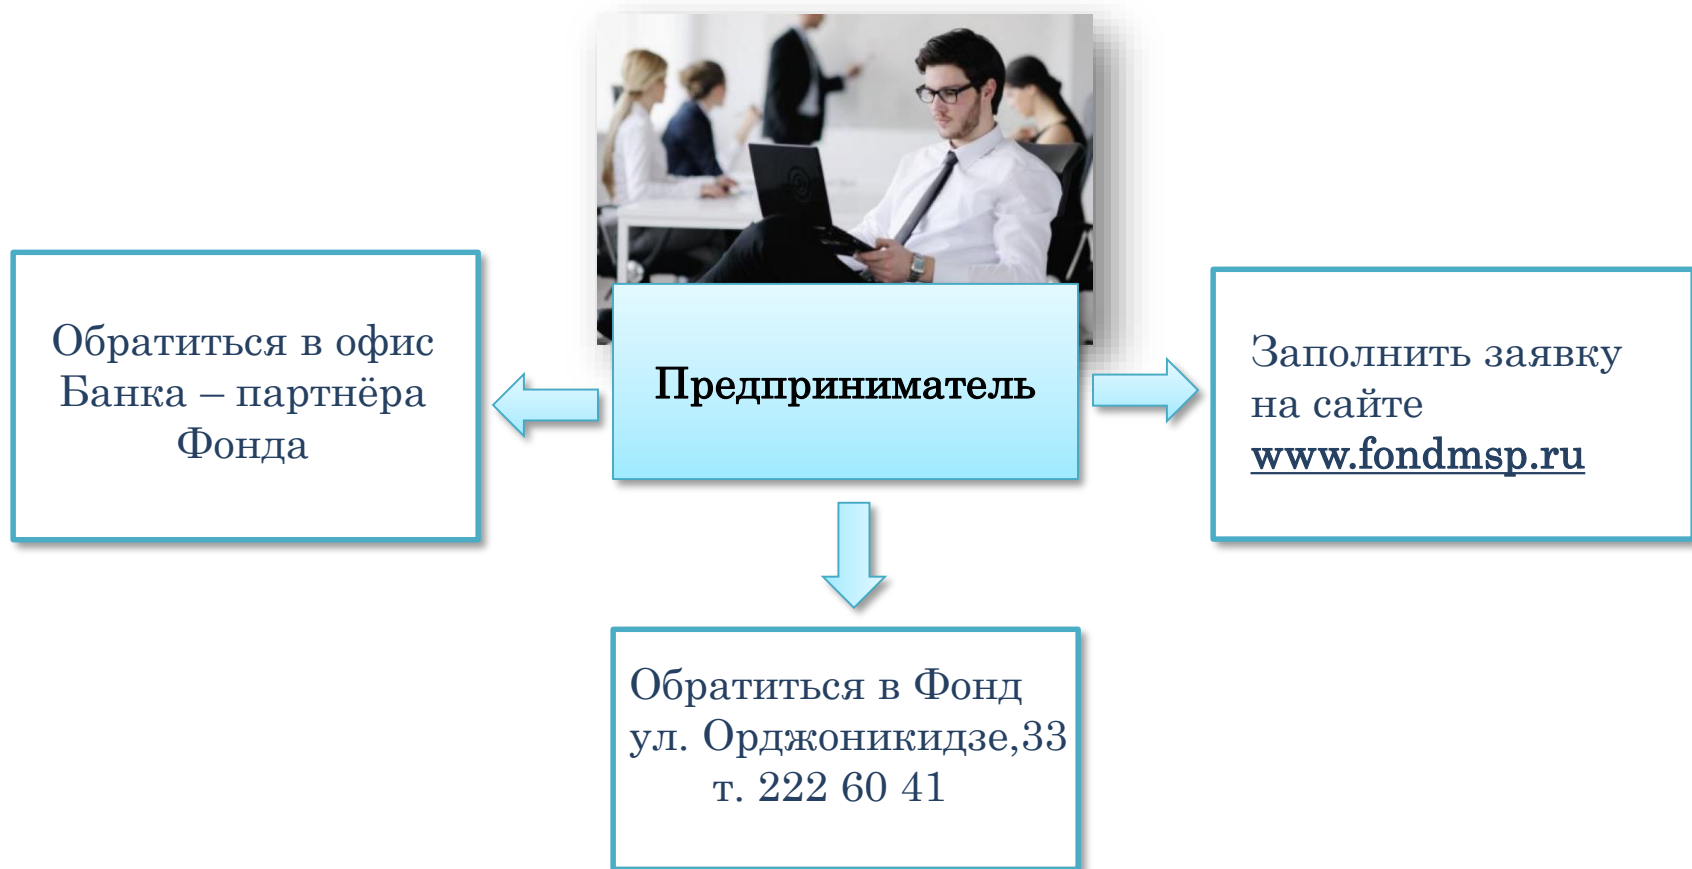 Обратиться в офис
Банка – партнёра
Фонда
Предприниматель
Заполнить заявку
на сайте
www.fondmsp.ru
Обратиться в Фонд
ул. Орджоникидзе,33
т. 222 60 41